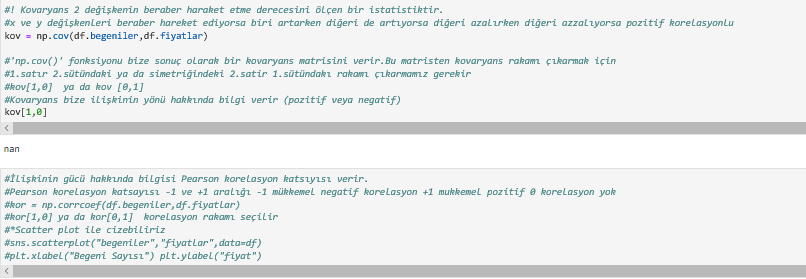 #! Kovaryans 2 değişkenin beraber haraket etme derecesini ölçen bir istatistiktir.
#x ve y değişkenleri beraber hareket ediyorsa biri artarken diğeri de artıyorsa diğeri azalırken diğeri azzalıyorsa pozitif korelasyonlu
kov = np.cov(df.begeniler,df.fiyatlar)
#'np.cov()' fonksiyonu bize sonuç olarak bir kovaryans matrisini verir.Bu matristen kovaryans rakamı çıkarmak için
#1.satır 2.sütündaki ya da simetriğindeki 2.satir 1.sütündakı rakamı çıkarmamız gerekir
#kov[1,0] ya da kov [0,1]
#Kovaryans bize ilişkinin yönü hakkında bilgi verir (pozitif veya negatif)
kov[1,0]
nan
#İlişkinin gücü hakkında bilgisi Pearson korelasyon katsıyısı verir.
#Pearson korelasyon katsayısı -1 ve +1 aralığı -1 mükkemel negatif korelasyon +1 mukkemel pozitif 0 korelasyon yok
#kor = np.corrcoef(df.begeniler,df.fiyatlar)
#kor[1,0] ya da kor[0,1] korelasyon rakamı seçilir
#*Scatter plot ile cizebiliriz
#sns.scatterplot("begeniler","fiyatlar",data=df)
#plt.xlabel("Begeni Sayısı") plt.ylabel("fiyat")